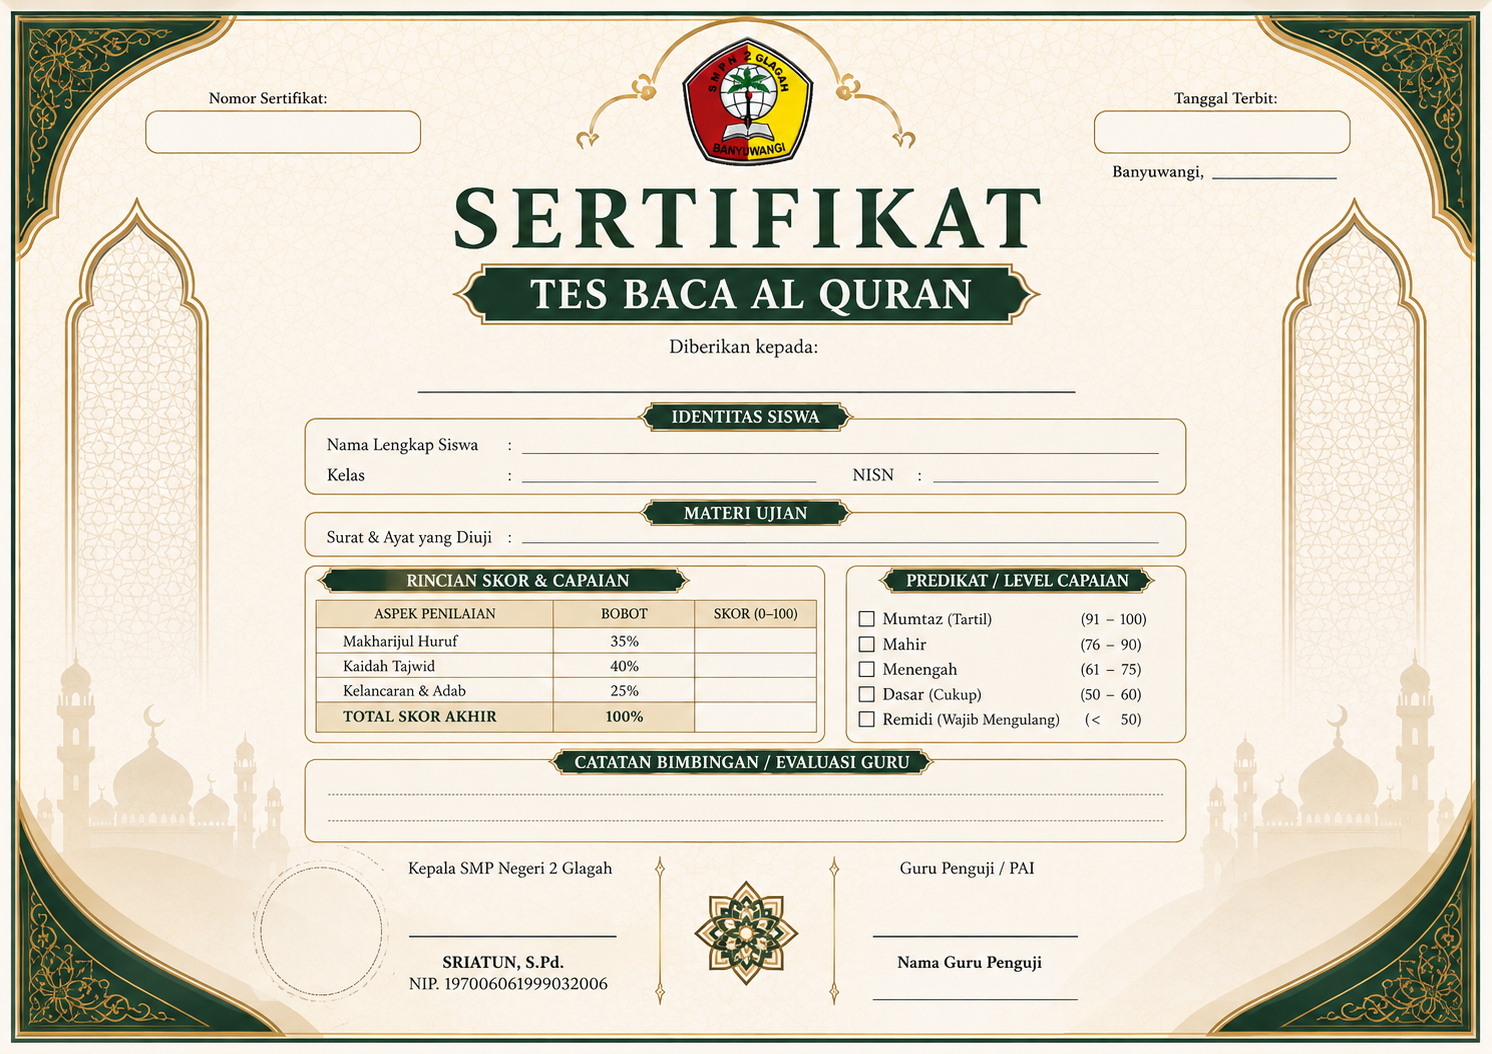 SMPN 2 GLAGAH
BANYUWANGI
Nomor Sertifikat:
Tanggal Terbit:
Banyuwangi,
SERTIFIKAT
TES BACA AL QURAN
Diberikan kepada:
IDENTITAS SISWA
Nama Lengkap Siswa :
Kelas : NISN :
MATERI UJIAN
Surat & Ayat yang Diuji :
RINCIAN SKOR & CAPAIAN
ASPEK PENILAIAN BOBOT SKOR (0–100)
Makharijul Huruf 35%
Kaidah Tajwid 40%
Kelancaran & Adab 25%
TOTAL SKOR AKHIR 100%
PREDIKAT / LEVEL CAPAIAN
Mumtaz (Tartil) (91 – 100)
Mahir (76 – 90)
Menengah (61 – 75)
Dasar (Cukup) (50 – 60)
Remidi (Wajib Mengulang) (< 50)
CATATAN BIMBINGAN / EVALUASI GURU
Kepala SMP Negeri 2 Glagah
SRIATUN, S.Pd.
NIP. 197006061999032006
Guru Penguji / PAI
Nama Guru Penguji